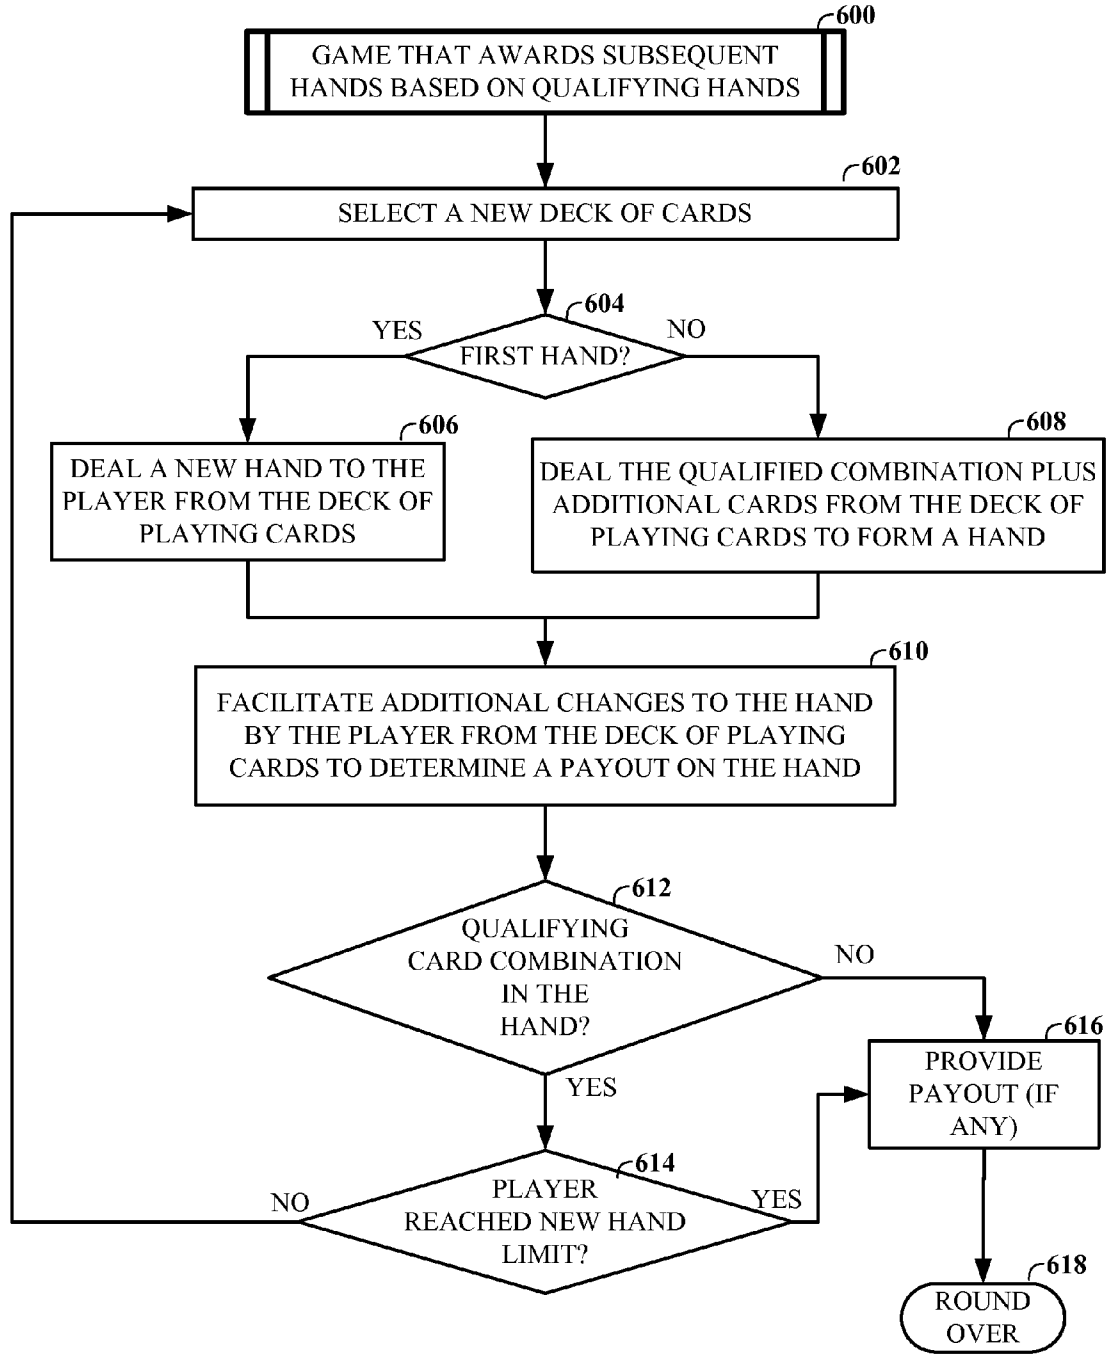 600
GAME THAT AWARDS SUBSEQUENT
HANDS BASED ON QUALIFYING HANDS
602
SELECT A NEW DECK OF CARDS
604
YES
NO
FIRST HAND?
606
608
DEAL A NEW HAND TO THE
PLAYER FROM THE DECK OF
PLAYING CARDS
DEAL THE QUALIFIED COMBINATION PLUS
ADDITIONAL CARDS FROM THE DECK OF
PLAYING CARDS TO FORM A HAND
610
FACILITATE ADDITIONAL CHANGES TO THE HAND
BY THE PLAYER FROM THE DECK OF PLAYING
CARDS TO DETERMINE A PAYOUT ON THE HAND
612
QUALIFYING
CARD COMBINATION
IN THE
HAND?
NO
YES
616
PROVIDE
PAYOUT (IF
ANY)
614
PLAYER
REACHED NEW HAND
LIMIT?
NO
YES
618
ROUND
OVER